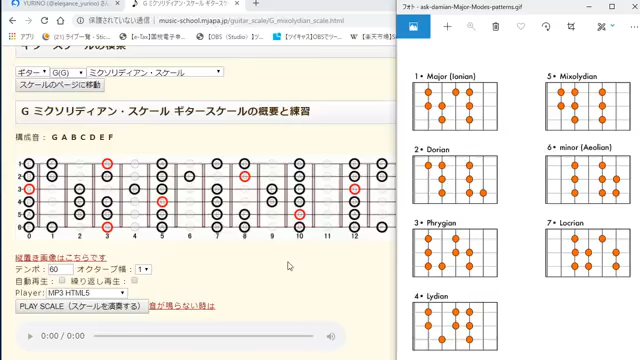 YURINO (@elegance_yurino) さん
G ミクソリディアン・スケール ギタース
保護されていない通信
music-school.mjapa.jp/guitar_scale/G_mixolydian_scale.html
アプリ
(21) ライブ一覧 - Sticka
Twitter
【e-Tax】国税電子申
【ツイキャス】OBSでツイ
楽天市場
ギタースケールの検索
ギター G(G) ミクソリディアン・スケール
スケールのページに移動
G ミクソリディアン・スケール ギタースケールの概要と練習
構成音： G A B C D E F
1
2
3
4
5
6
0 1 2 3 4 5 6 7 8 9 10 11 12
縦置き画像はこちらです
テンポ: 60 オクターブ幅： 1
自動再生： 繰り返し再生：
Player: MP3 HTML5
PLAY SCALE（スケールを演奏する） 音が鳴らない時は
0:00 / 0:00
フォト - ask-damian-Major-Modes-patterns.gif
1• Major (Ionian)
5• Mixolydian
2• Dorian
6• minor (Aeolian)
3• Phrygian
7• Locrian
4• Lydian